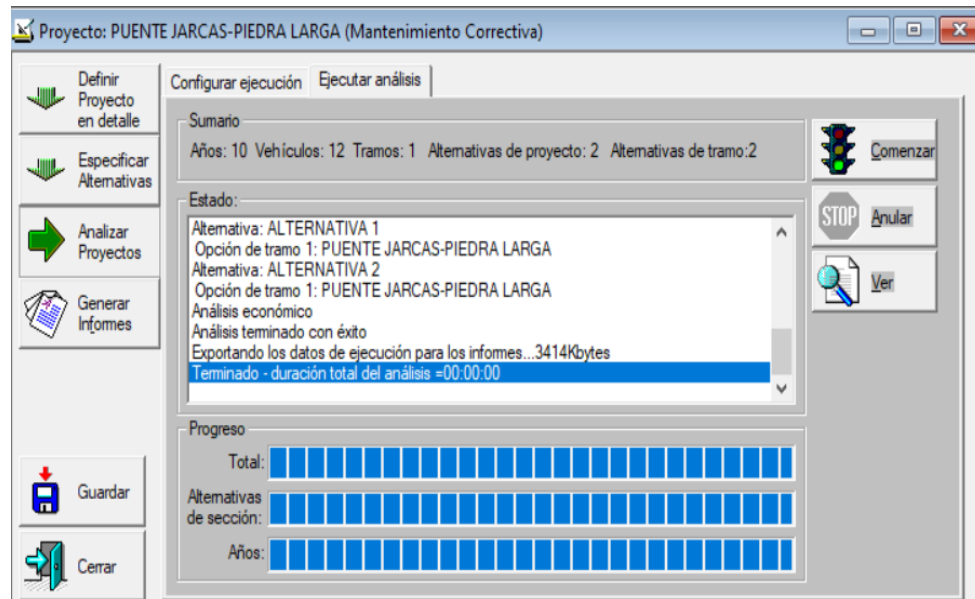 Proyecto: PUENTE JARCAS-PIEDRA LARGA (Mantenimiento Correctiva)
Definir
Proyecto
en detalle
Especificar
Alternativas
Analizar
Proyectos
Generar
Informes
Guardar
Cerrar
Configurar ejecución
Ejecutar análisis
Sumario
Años: 10 Vehículos: 12 Tramos: 1 Alternativas de proyecto: 2 Alternativas de tramo:2
Estado:
Alternativa: ALTERNATIVA 1
Opción de tramo 1: PUENTE JARCAS-PIEDRA LARGA
Alternativa: ALTERNATIVA 2
Opción de tramo 1: PUENTE JARCAS-PIEDRA LARGA
Análisis económico
Análisis terminado con éxito
Exportando los datos de ejecución para los informes...3414Kbytes
Terminado - duración total del análisis =00:00:00
Progreso
Total:
Alternativas
de sección:
Años:
Comenzar
STOP Anular
Ver